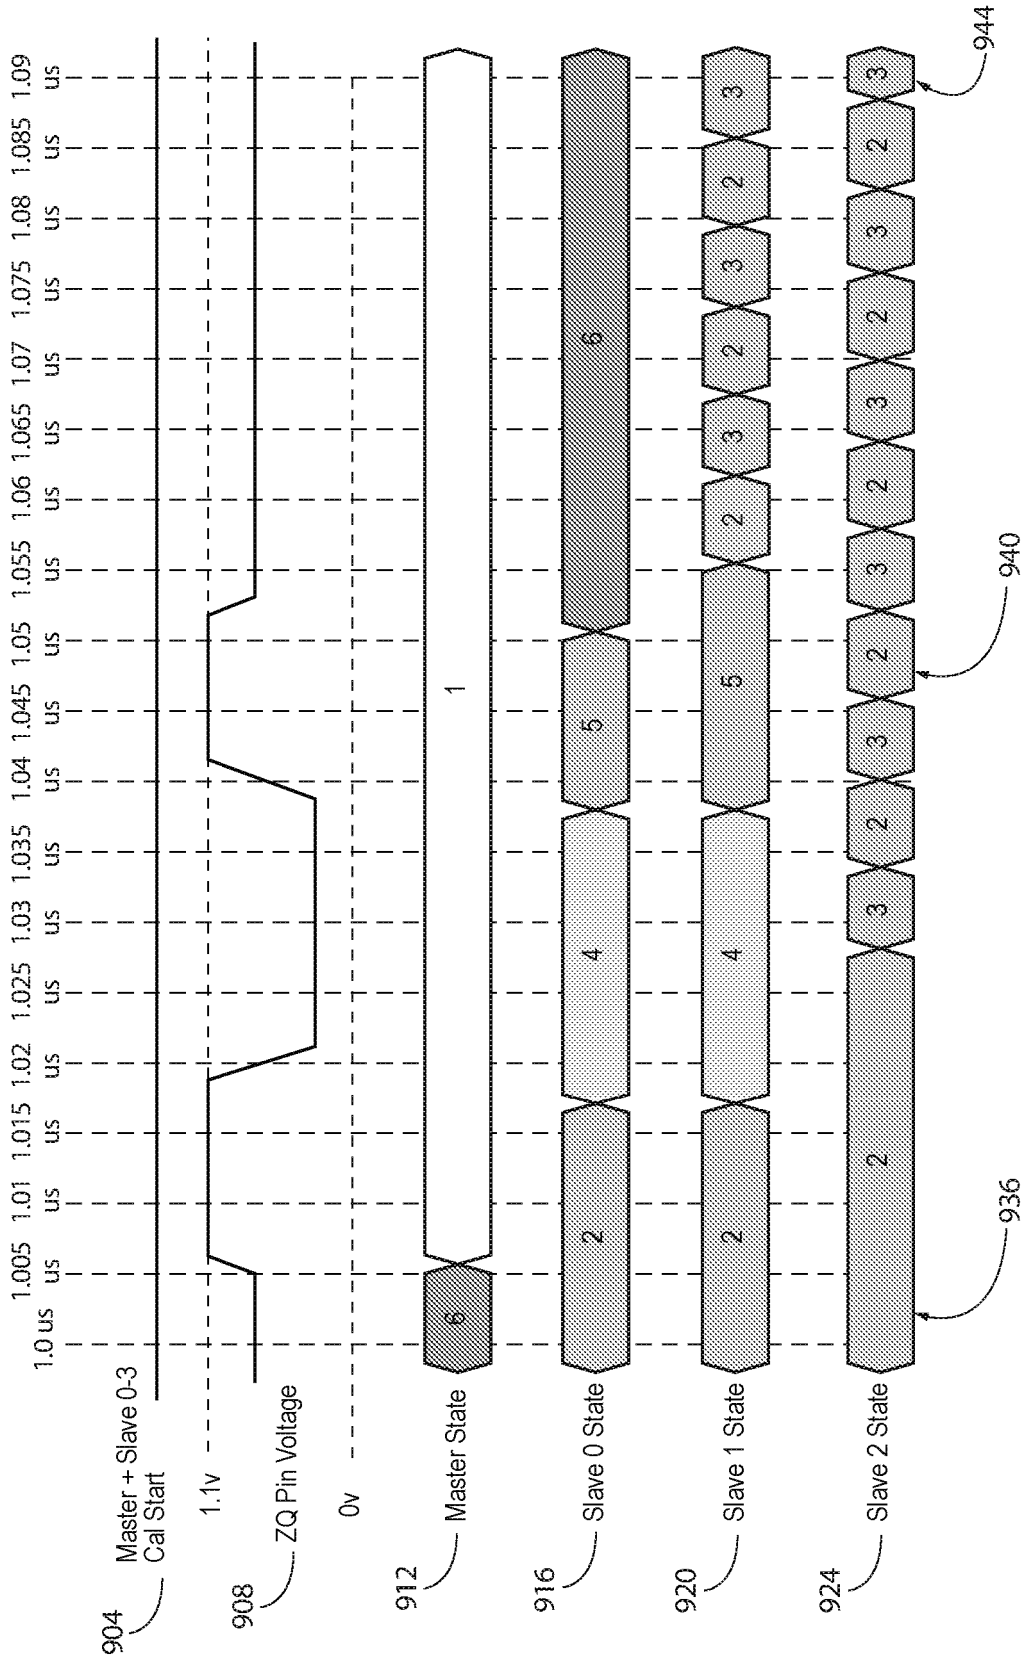 1.0 us
1.005 us
1.01 us
1.015 us
1.02 us
1.025 us
1.03 us
1.035 us
1.04 us
1.045 us
1.05 us
1.055 us
1.06 us
1.065 us
1.07 us
1.075 us
1.08 us
1.085 us
1.09 us
904
Master + Slave 0-3
Cal Start
1.1v
908
ZQ Pin Voltage
0v
912
Master State
6 1
916
Slave 0 State
2 4 5 6
920
Slave 1 State
2 4 5 2 3 2 3 2 3
924
Slave 2 State
2 3 2 3 2 3 2 3 2 3 2 3
936
940
944